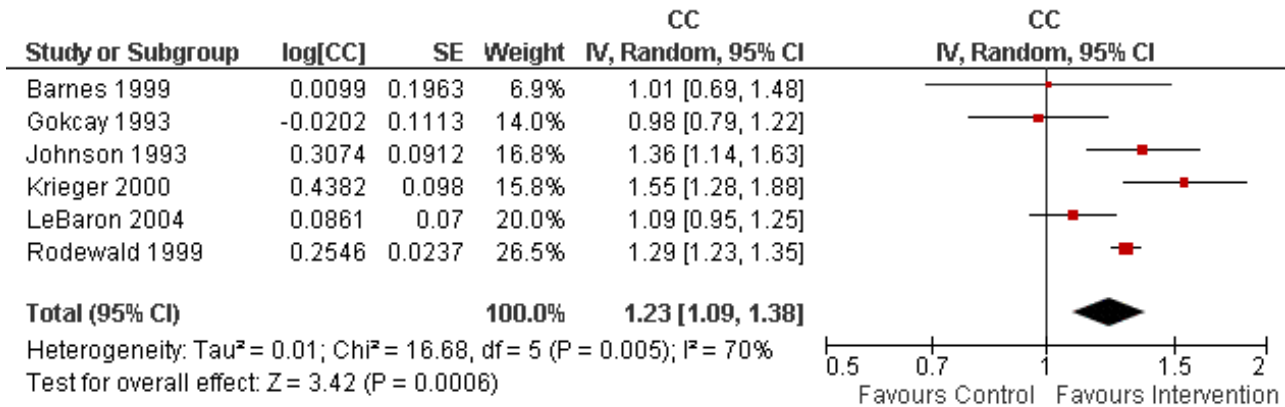 CC CC
Study or Subgroup log[CC] SE Weight IV, Random, 95% CI IV, Random, 95% CI
Barnes 1999 0.0099 0.1963 6.9% 1.01 [0.69, 1.48]
Gokcay 1993 -0.0202 0.1113 14.0% 0.98 [0.79, 1.22]
Johnson 1993 0.3074 0.0912 16.8% 1.36 [1.14, 1.63]
Krieger 2000 0.4382 0.098 15.8% 1.55 [1.28, 1.88]
LeBaron 2004 0.0861 0.07 20.0% 1.09 [0.95, 1.25]
Rodewald 1999 0.2546 0.0237 26.5% 1.29 [1.23, 1.35]
Total (95% CI) 100.0% 1.23 [1.09, 1.38]
Heterogeneity: Tau² = 0.01; Chi² = 16.68, df = 5 (P = 0.005); I² = 70%
Test for overall effect: Z = 3.42 (P = 0.0006)
0.5 0.7 1 1.5 2
Favours Control Favours Intervention